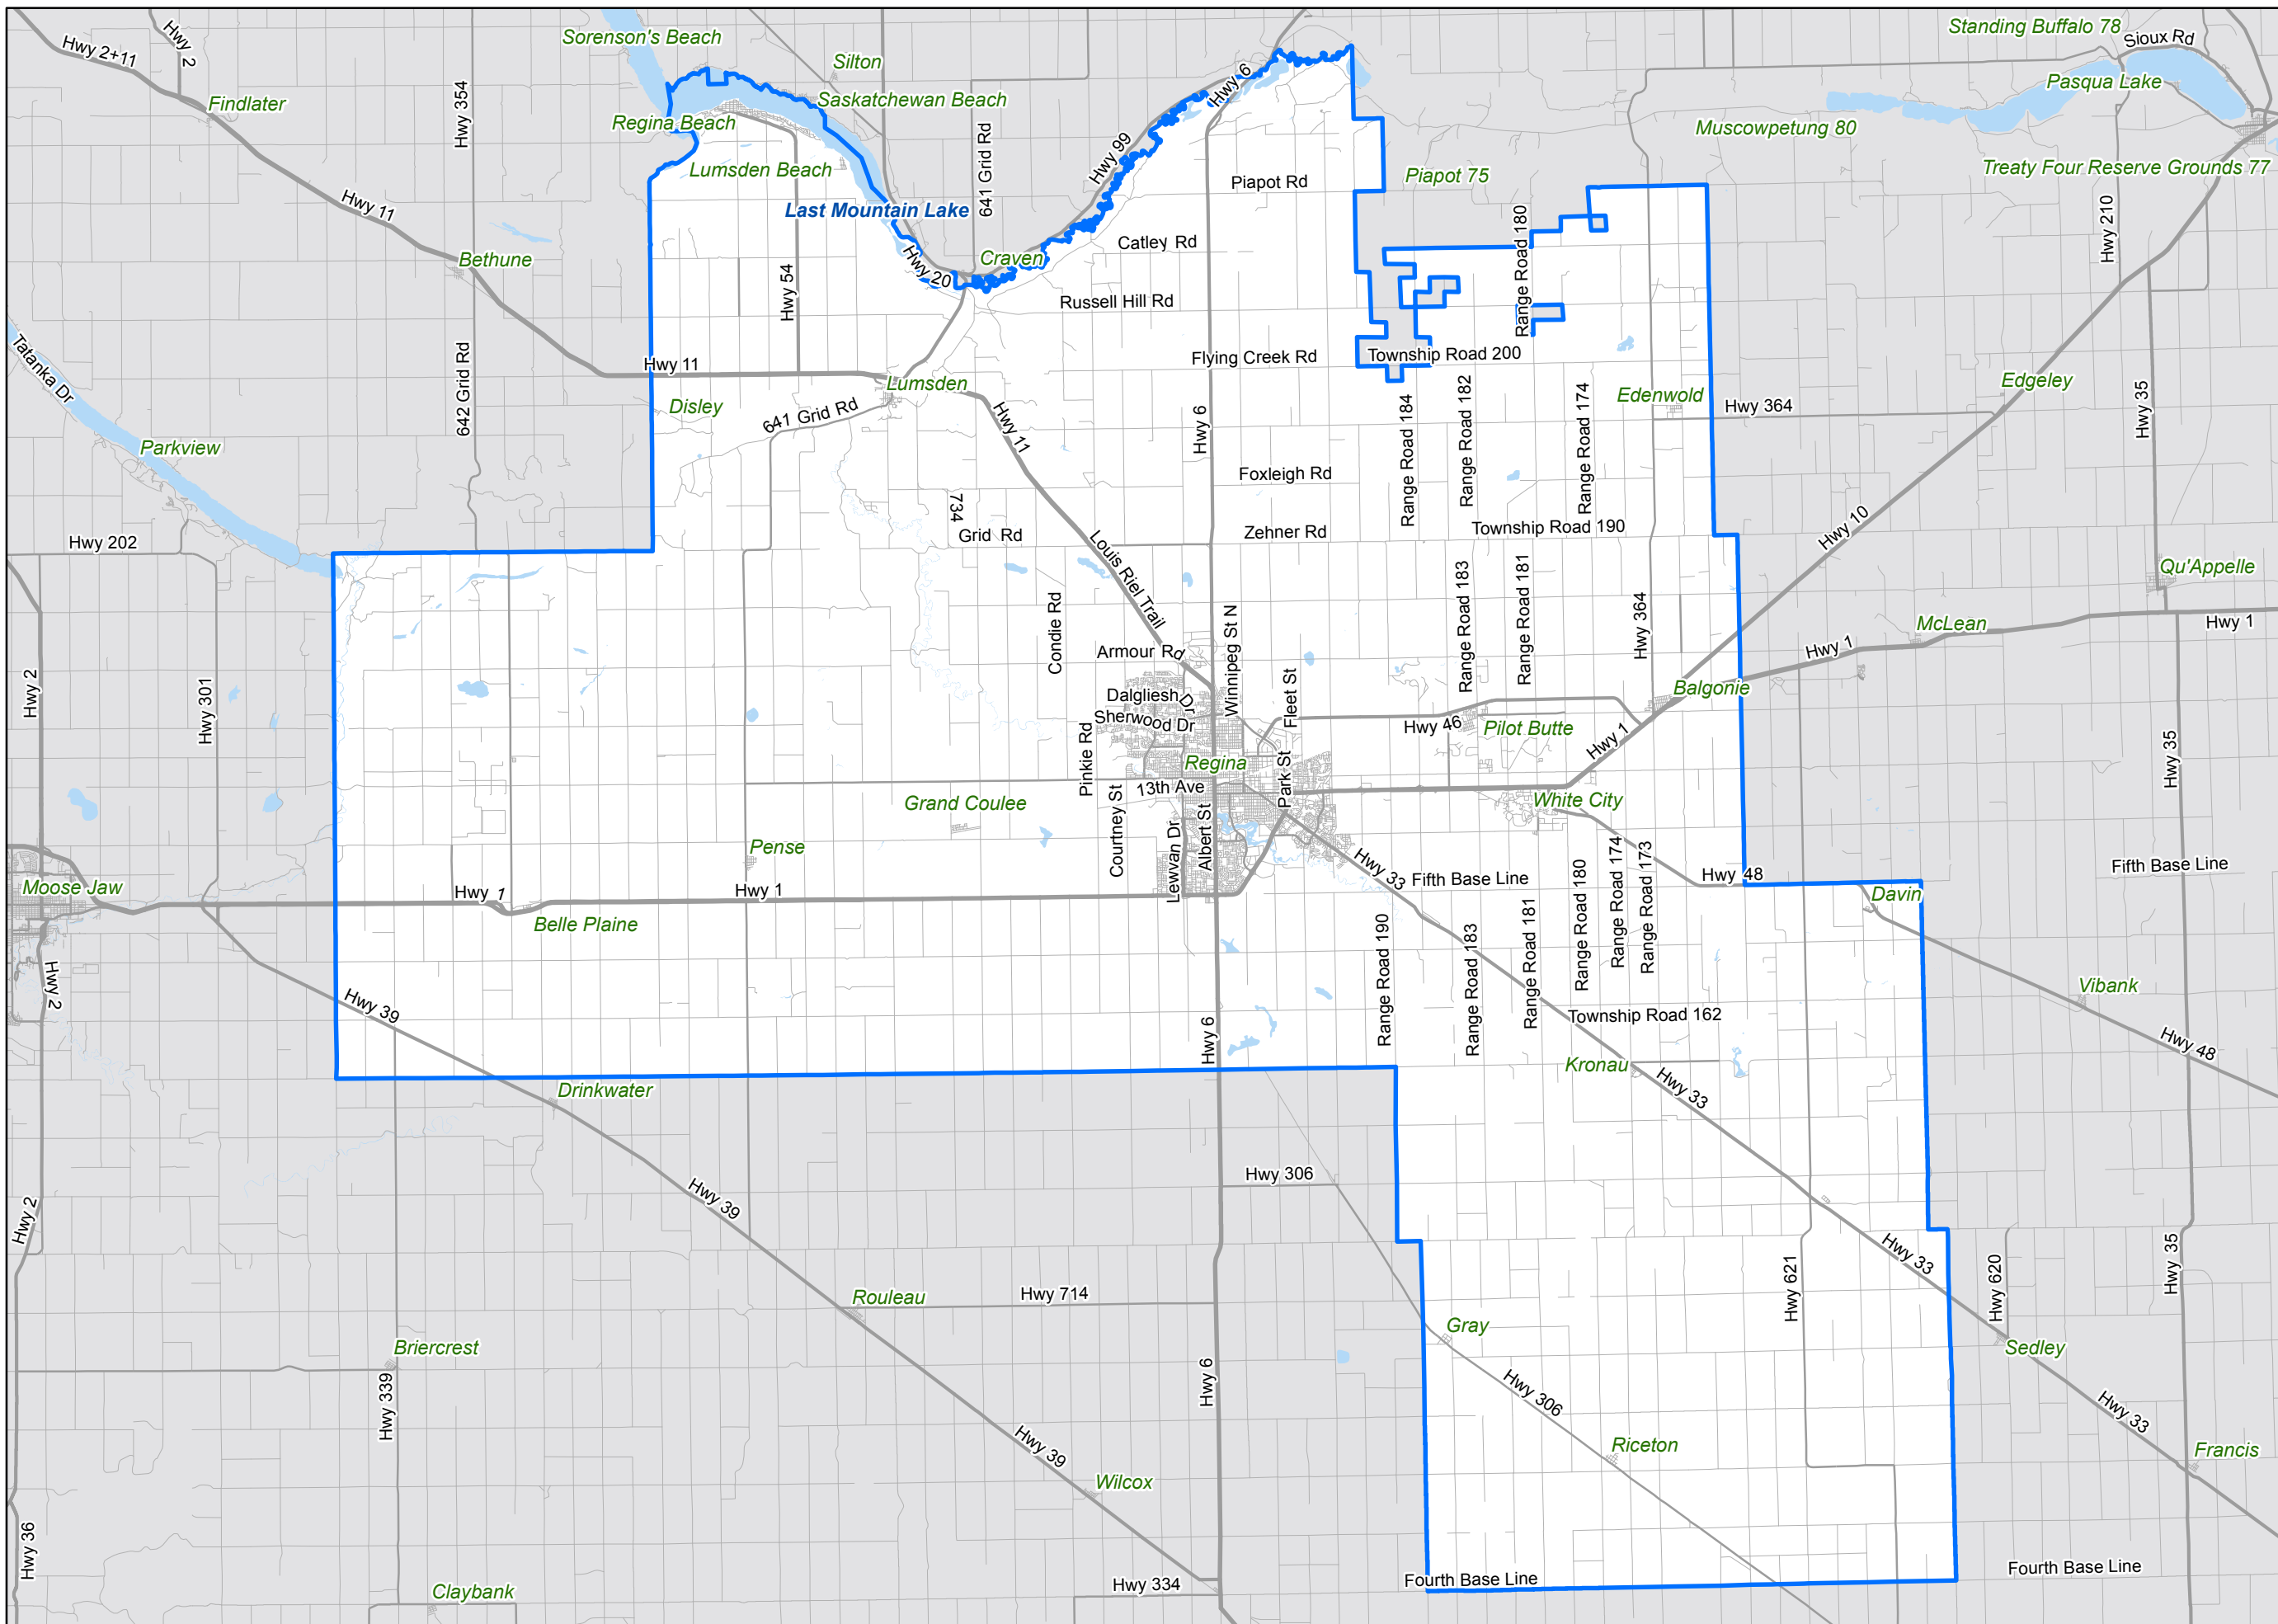 Standing Buffalo 78
Hwy 2
Hwy 2+11
Sorenson's Beach
Sioux Rd
Silton
Pasqua Lake
Hwy 6
Findlater
Hwy 354
Saskatchewan Beach
Regina Beach
Muscowpetung 80
Hwy 99
641 Grid Rd
Lumsden Beach
Treaty Four Reserve Grounds 77
Piapot Rd
Piapot 75
Last Mountain Lake
Hwy 11
Hwy 210
Range Road 180
Catley Rd
Bethune
Craven
Hwy 20
Hwy 54
Russell Hill Rd
Tatanka Dr
642 Grid Rd
Hwy 11
Flying Creek Rd
Township Road 200
Lumsden
Edgeley
Disley
641 Grid Rd
Hwy 11
Hwy 6
Range Road 184
Range Road 182
Range Road 174
Edenwold
Hwy 364
Hwy 35
Parkview
Foxleigh Rd
734
Grid Rd
Zehner Rd
Township Road 190
Hwy 10
Hwy 202
Louis Riel Trail
Qu'Appelle
Condie Rd
Winnipeg St N
Range Road 183
Range Road 181
Hwy 364
McLean
Hwy 1
Hwy 1
Armour Rd
Hwy 2
Hwy 301
Dalgliesh Dr
Fleet St
Balgonie
Sherwood Dr
Hwy 46
Pilot Butte
Hwy 1
Pinkie Rd
Regina
Park St
Hwy 35
13th Ave
Grand Coulee
Courtney St
White City
Lewvan Dr
Albert St
Pense
Range Road 174
Range Road 173
Hwy 33
Fifth Base Line
Fifth Base Line
Moose Jaw
Hwy 1
Hwy 1
Hwy 48
Davin
Belle Plaine
Range Road 190
Range Road 183
Range Road 181
Range Road 180
Hwy 2
Vibank
Hwy 39
Township Road 162
Hwy 6
Hwy 48
Kronau
Hwy 33
Drinkwater
Hwy 306
Hwy 39
Hwy 2
Hwy 33
Hwy 621
Hwy 620
Hwy 35
Rouleau
Hwy 714
Gray
Briercrest
Sedley
Hwy 6
Hwy 339
Hwy 306
Hwy 33
Hwy 39
Riceton
Francis
Wilcox
Hwy 36
Hwy 334
Fourth Base Line
Fourth Base Line
Claybank